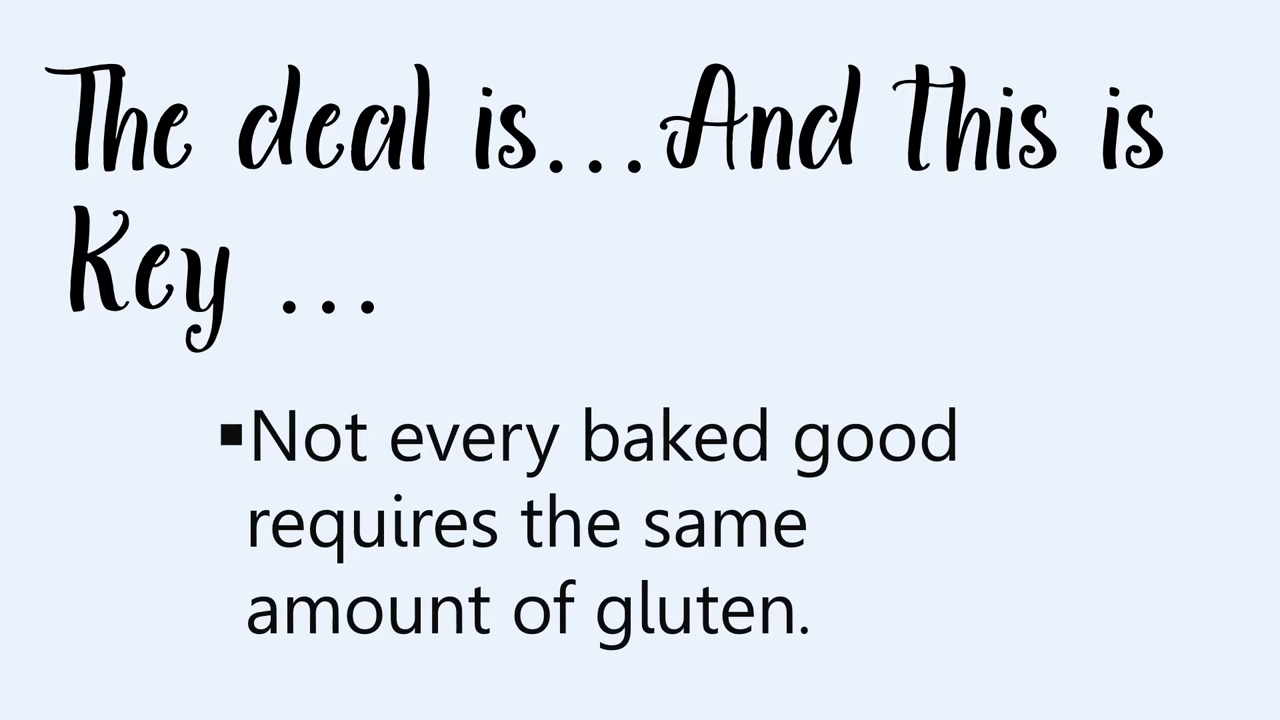 The deal is...And this is
Key ...
▪Not every baked good
requires the same
amount of gluten.